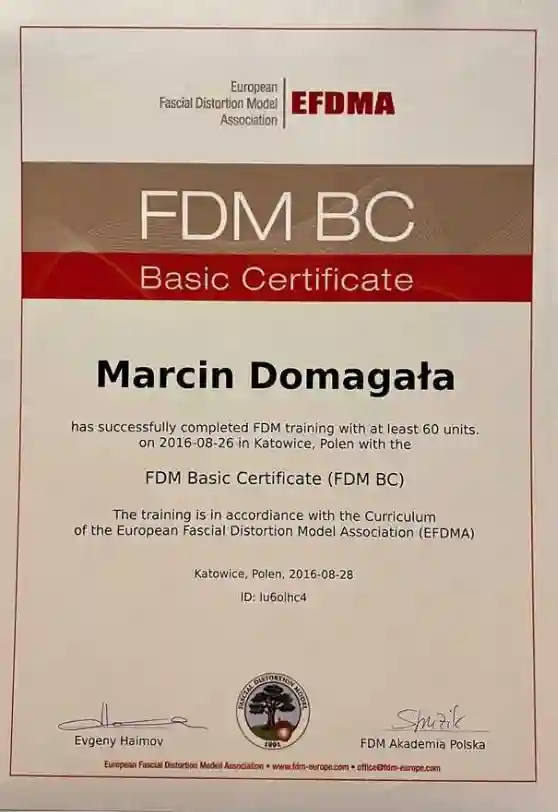 European
Fascial Distortion Model
Association
EFDMA
FDM BC
Basic Certificate
Marcin Domagała
has successfully completed FDM training with at least 60 units.
on 2016-08-26 in Katowice, Polen with the
FDM Basic Certificate (FDM BC)
The training is in accordance with the Curriculum
of the European Fascial Distortion Model Association (EFDMA)
Katowice, Polen, 2016-08-28
ID: lu6olhc4
FASCIAL DISTORTION MODEL
1991
Evgeny Haimov
FDM Akademia Polska
European Fascial Distortion Model Association • www.fdm-europe.com • office@fdm-europe.com